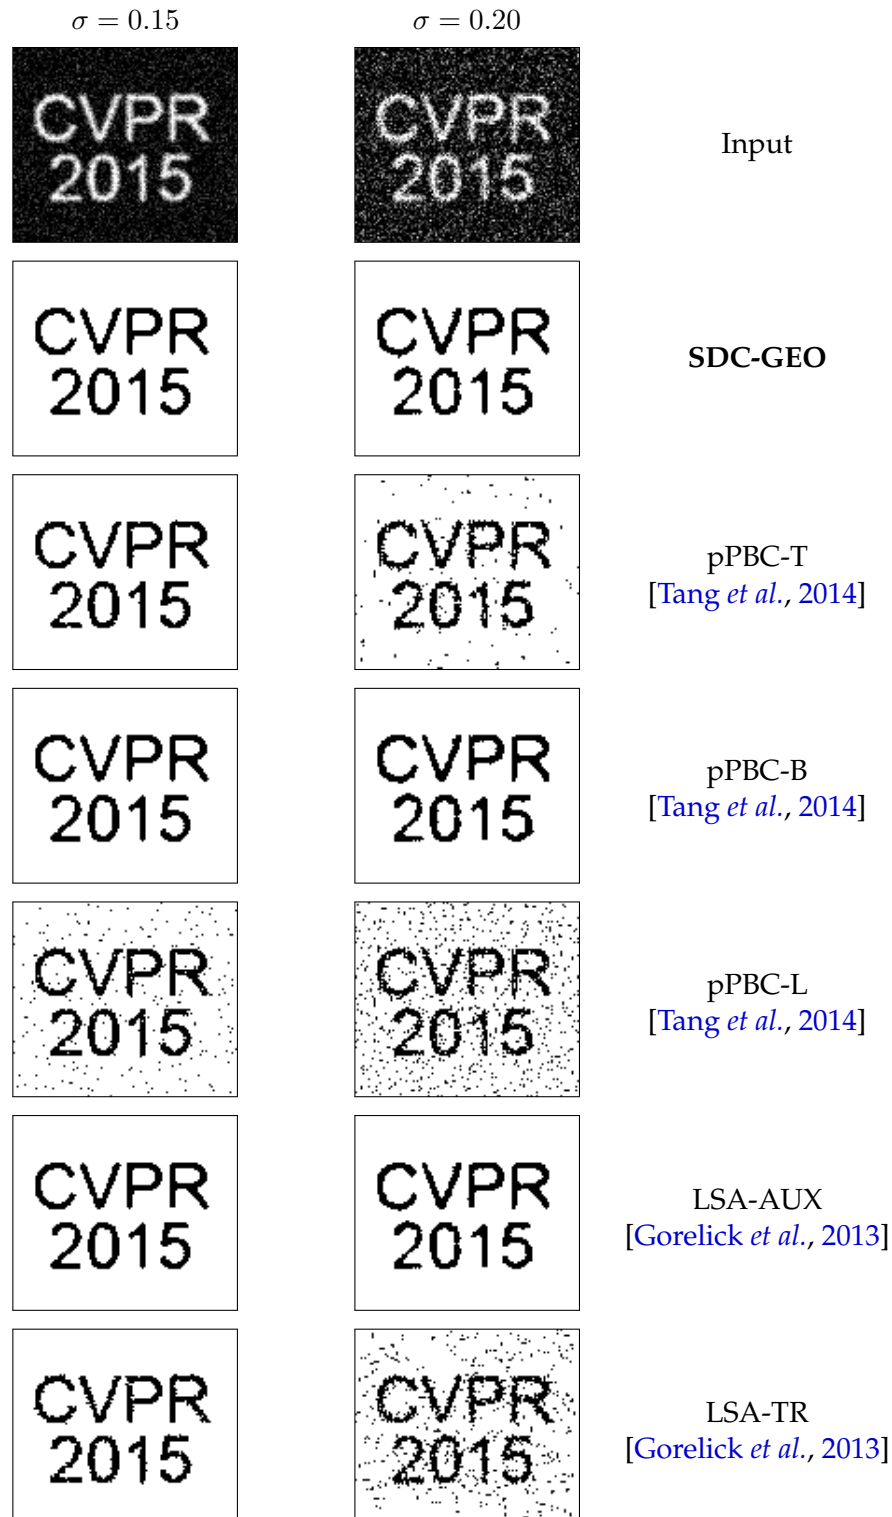 σ = 0.15 σ = 0.20
CVPR
2015
CVPR
2015
Input
CVPR
2015
CVPR
2015
SDC-GEO
CVPR
2015
CVPR
2015
pPBC-T
[Tang et al., 2014]
CVPR
2015
CVPR
2015
pPBC-B
[Tang et al., 2014]
CVPR
2015
CVPR
2015
pPBC-L
[Tang et al., 2014]
CVPR
2015
CVPR
2015
LSA-AUX
[Gorelick et al., 2013]
CVPR
2015
CVPR
2015
LSA-TR
[Gorelick et al., 2013]